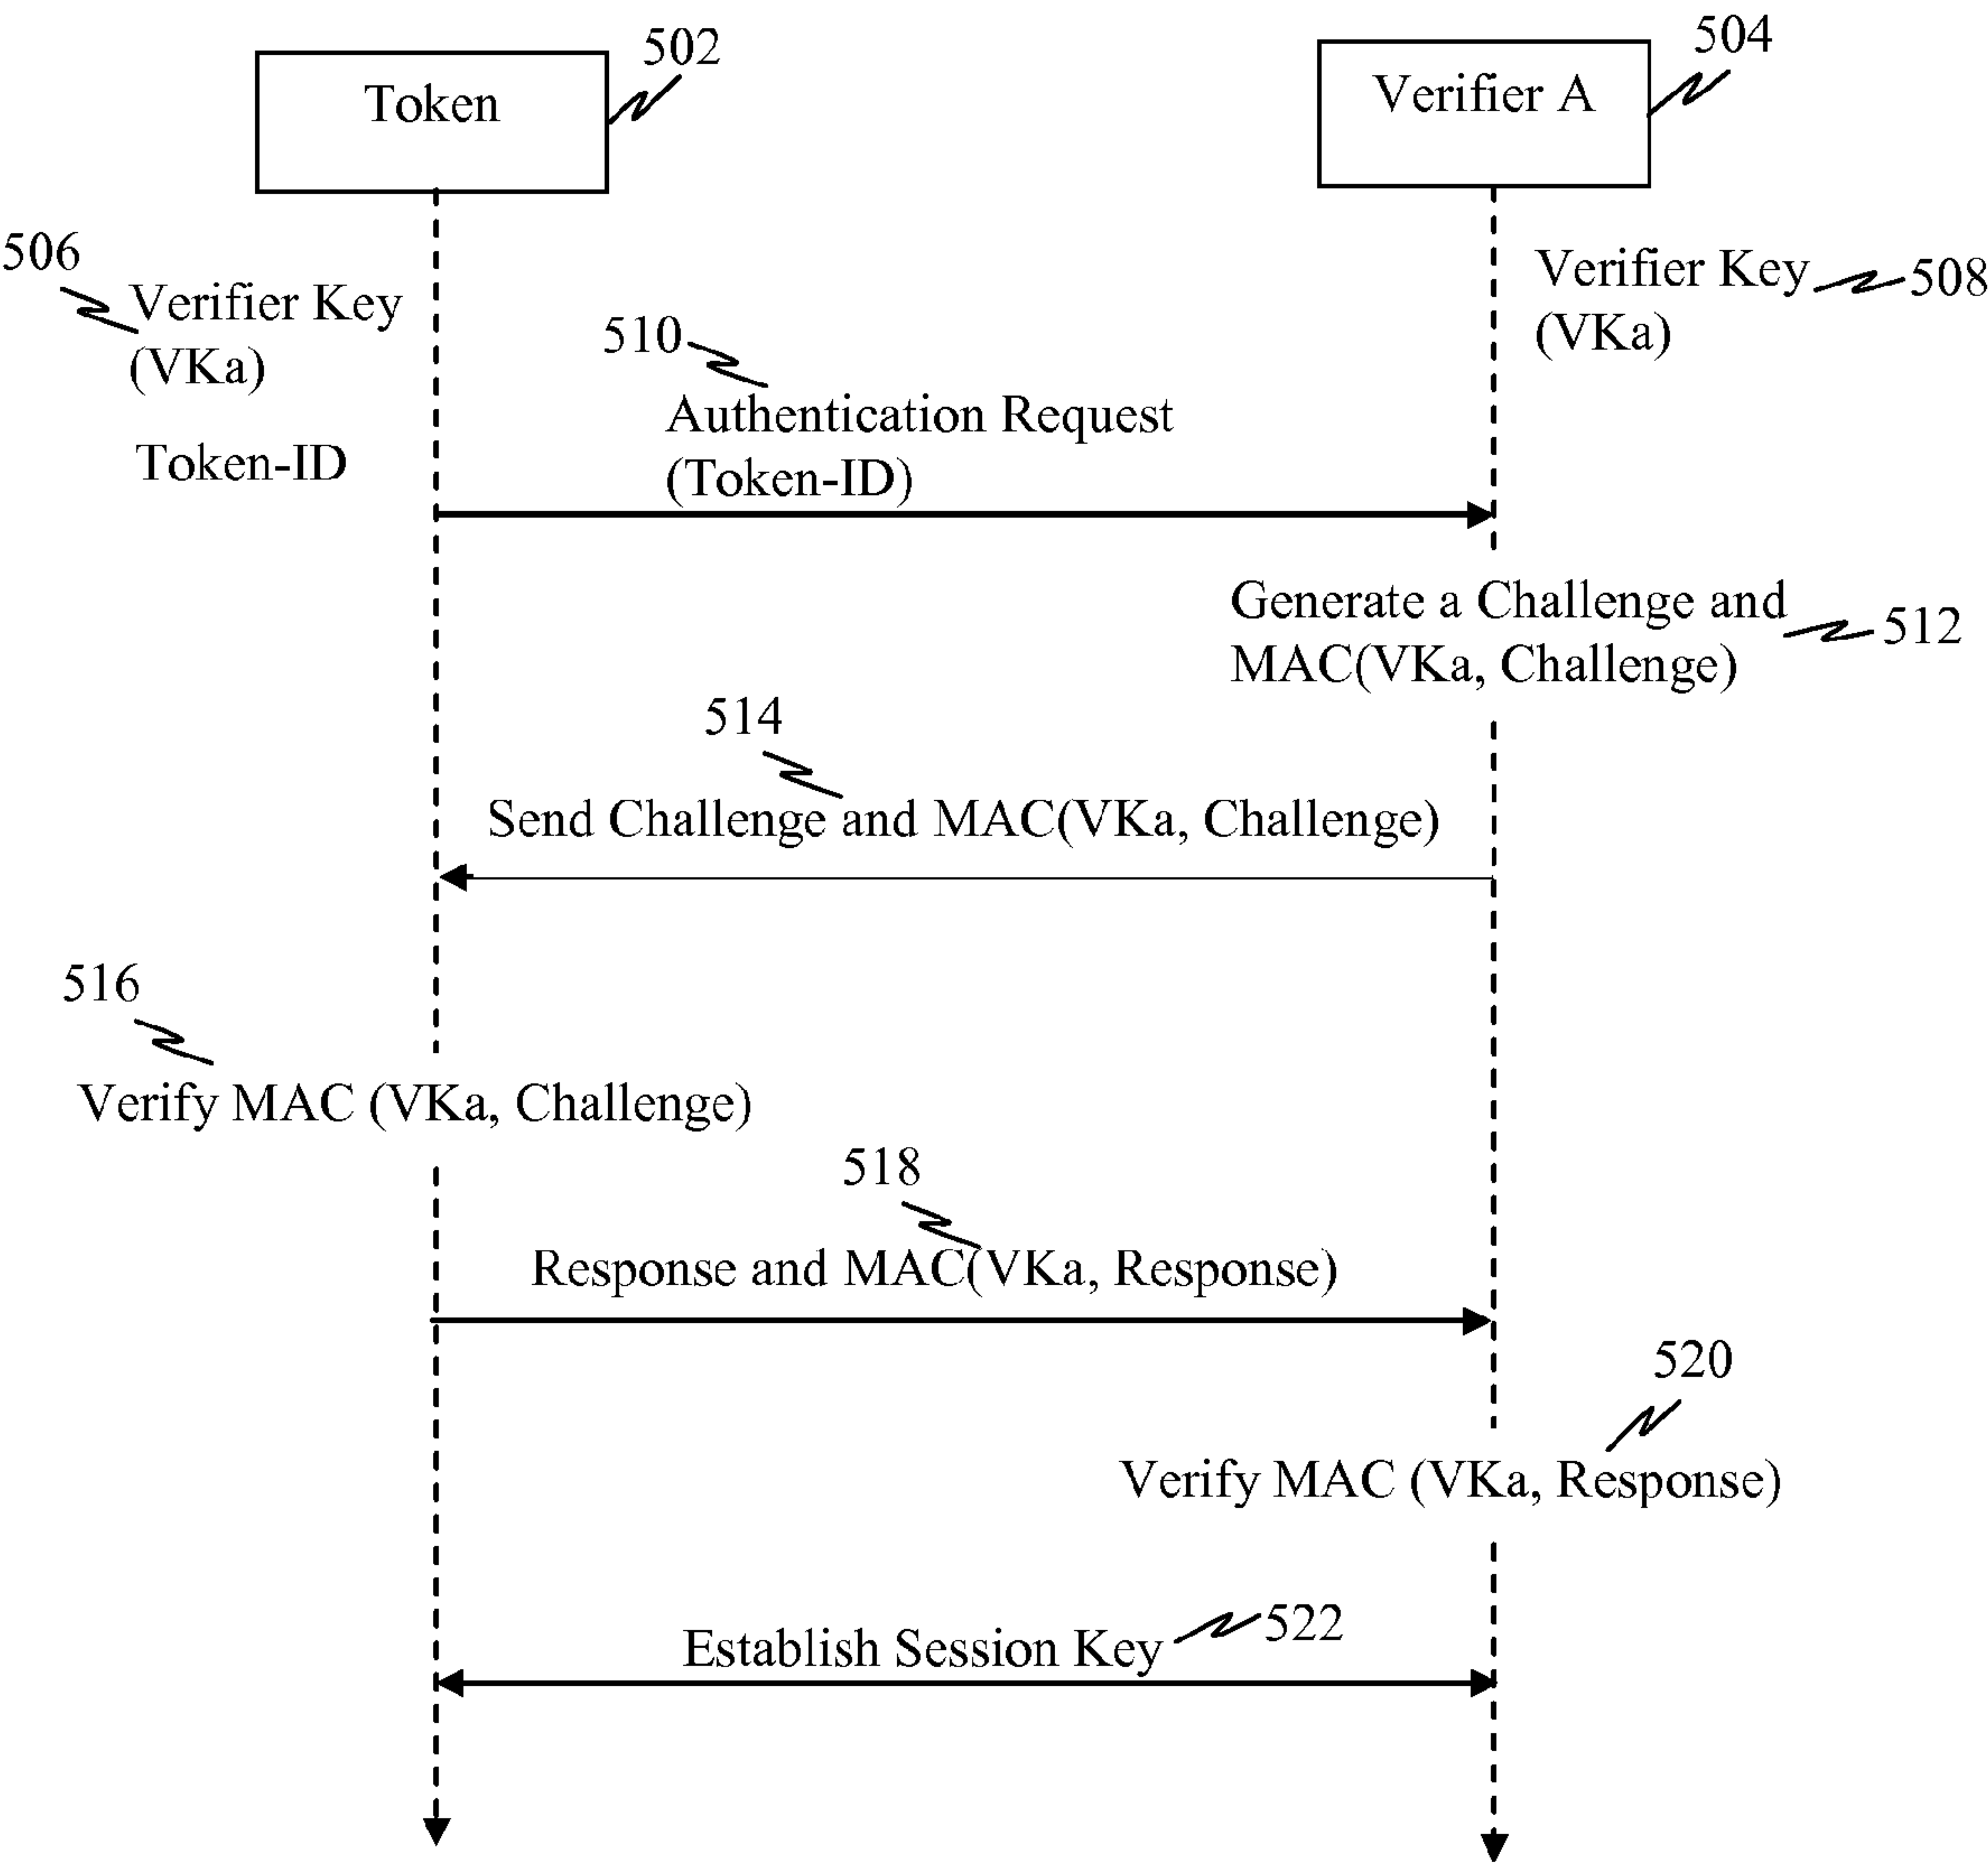 502
Token
504
Verifier A
506
Verifier Key
(VKa)
Token-ID
Verifier Key
508
(VKa)
510
Authentication Request
(Token-ID)
Generate a Challenge and
512
MAC(VKa, Challenge)
514
Send Challenge and MAC(VKa, Challenge)
516
Verify MAC (VKa, Challenge)
518
Response and MAC(VKa, Response)
520
Verify MAC (VKa, Response)
Establish Session Key
522